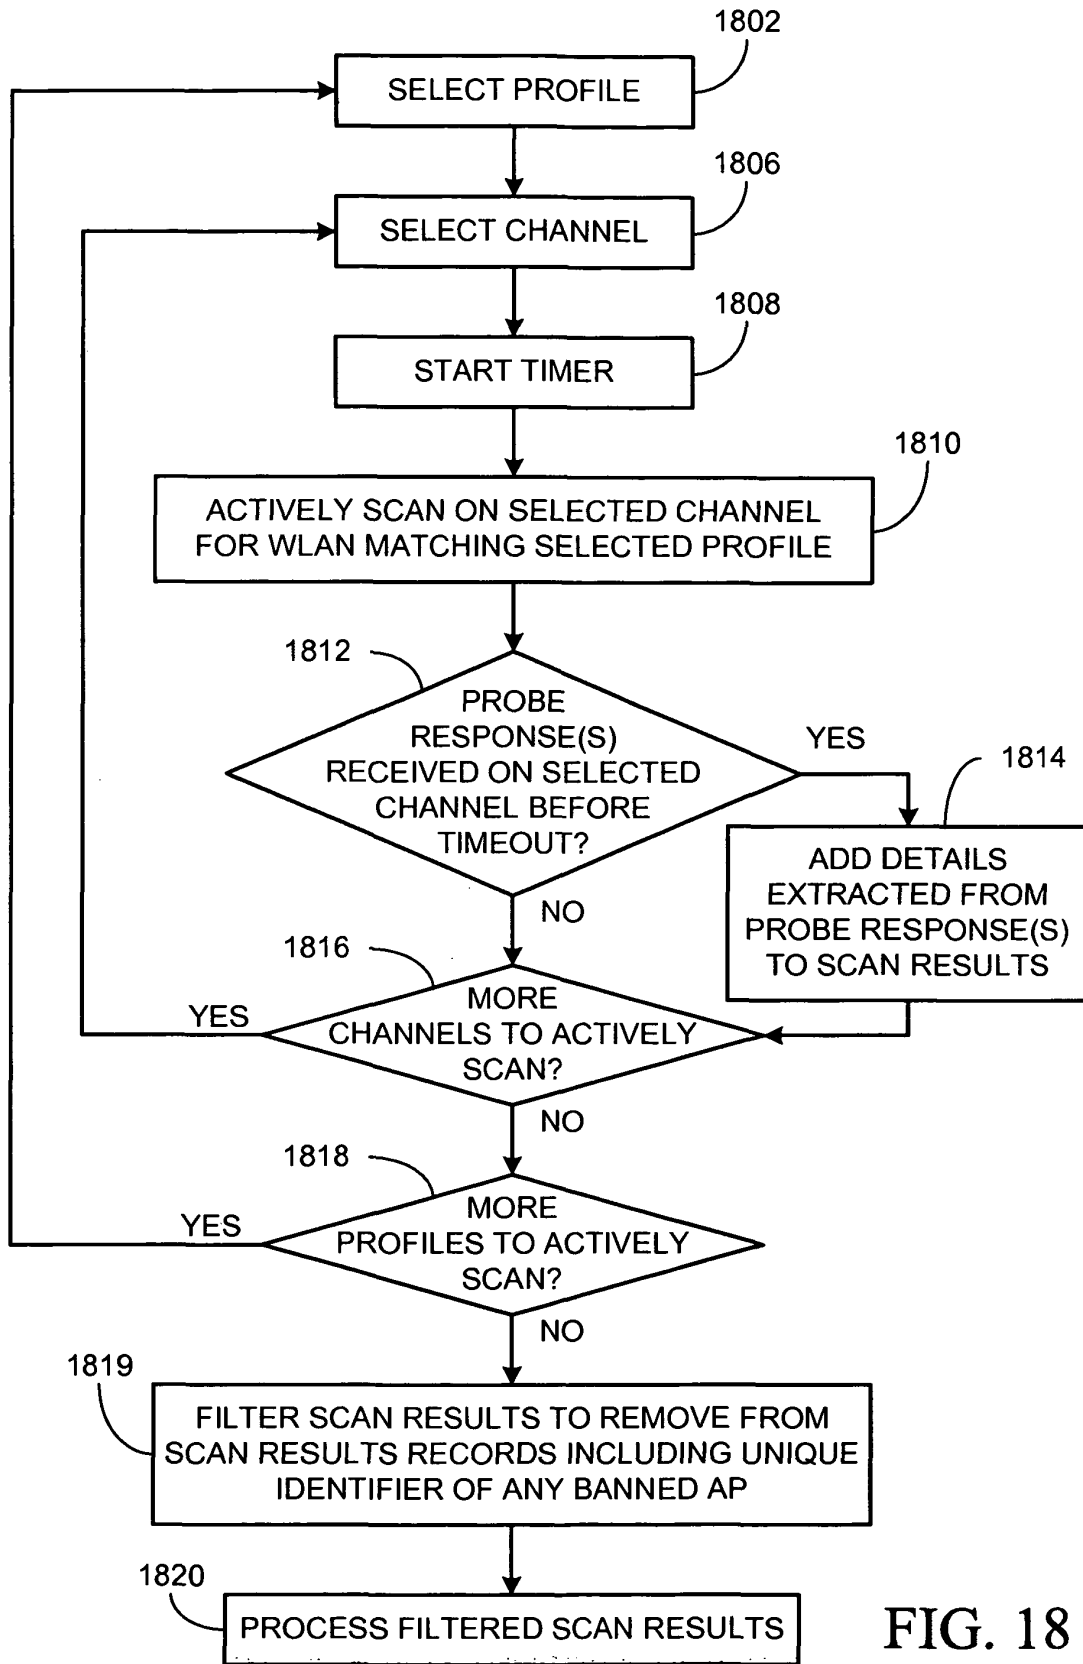 1802
SELECT PROFILE
1806
SELECT CHANNEL
1808
START TIMER
1810
ACTIVELY SCAN ON SELECTED CHANNEL
FOR WLAN MATCHING SELECTED PROFILE
1812
PROBE
RESPONSE(S)
RECEIVED ON SELECTED
CHANNEL BEFORE
TIMEOUT?
YES
1814
ADD DETAILS
EXTRACTED FROM
PROBE RESPONSE(S)
TO SCAN RESULTS
NO
1816
MORE
CHANNELS TO ACTIVELY
SCAN?
YES
NO
1818
MORE
PROFILES TO ACTIVELY
SCAN?
YES
NO
1819
FILTER SCAN RESULTS TO REMOVE FROM
SCAN RESULTS RECORDS INCLUDING UNIQUE
IDENTIFIER OF ANY BANNED AP
1820
PROCESS FILTERED SCAN RESULTS
FIG. 18